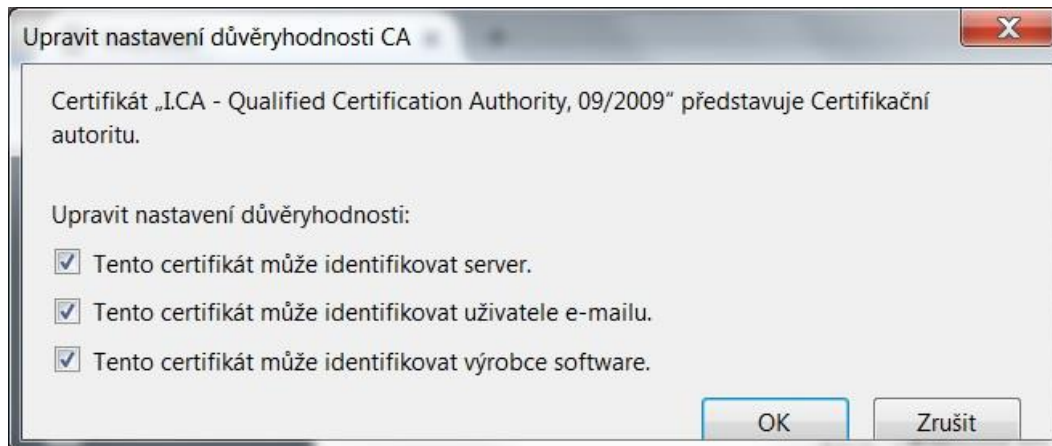 Upravit nastavení důvěryhodnosti CA
Certifikát „I.CA - Qualified Certification Authority, 09/2009“ představuje Certifikační
autoritu.
Upravit nastavení důvěryhodnosti:
Tento certifikát může identifikovat server.
Tento certifikát může identifikovat uživatele e-mailu.
Tento certifikát může identifikovat výrobce software.
OK Zrušit